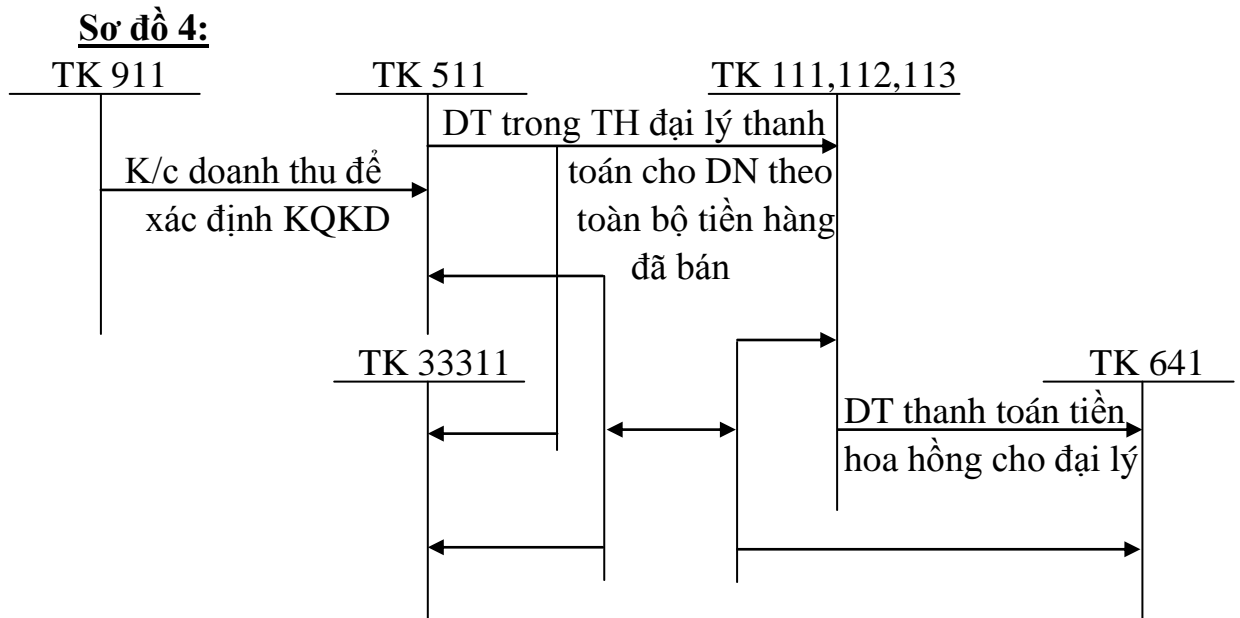 Sơ đồ 4:
TK 911 TK 511 TK 111,112,113
DT trong TH đại lý thanh
toán cho DN theo
toàn bộ tiền hàng
đã bán
K/c doanh thu để
xác định KQKD
TK 33311 TK 641
DT thanh toán tiền
hoa hồng cho đại lý